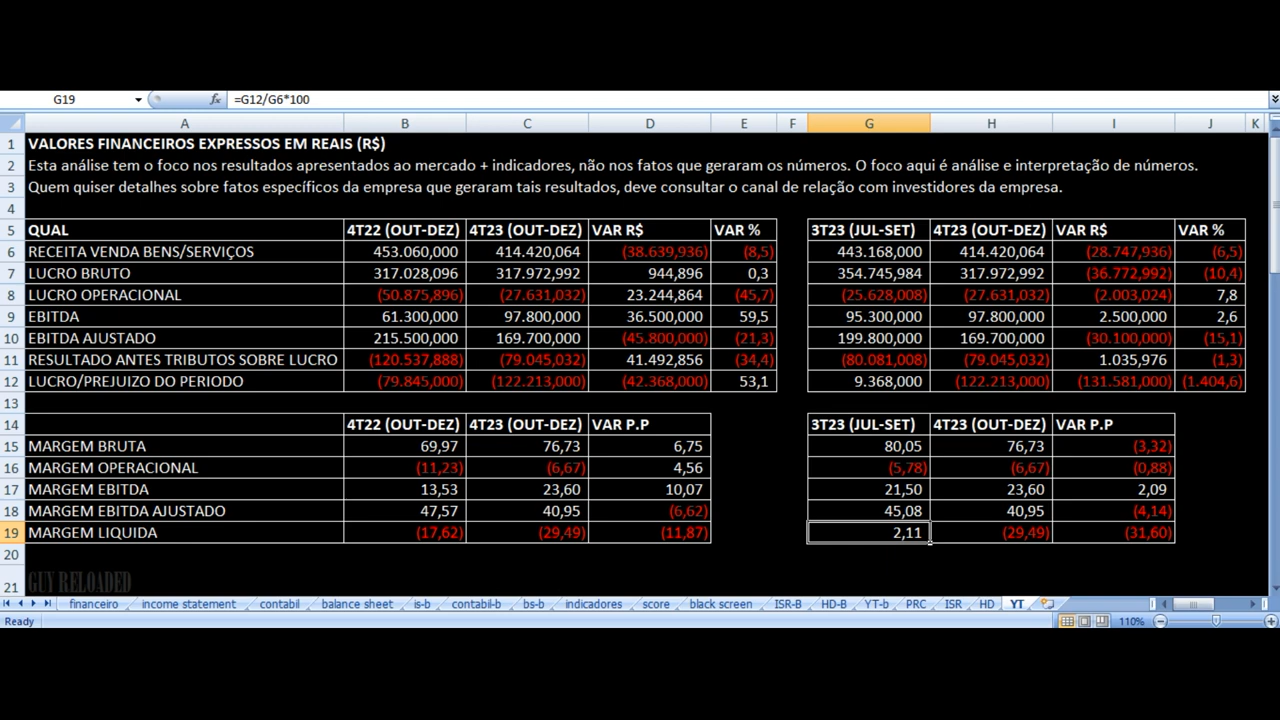 G19 fx =G12/G6*100
A B C D E F G H I J K
1 VALORES FINANCEIROS EXPRESSOS EM REAIS (R$)
2 Esta análise tem o foco nos resultados apresentados ao mercado + indicadores, não nos fatos que geraram os números. O foco aqui é análise e interpretação de números.
3 Quem quiser detalhes sobre fatos específicos da empresa que geraram tais resultados, deve consultar o canal de relação com investidores da empresa.
4
5 QUAL 4T22 (OUT-DEZ) 4T23 (OUT-DEZ) VAR R$ VAR % 3T23 (JUL-SET) 4T23 (OUT-DEZ) VAR R$ VAR %
6 RECEITA VENDA BENS/SERVIÇOS 453.060,000 414.420,064 (38.639,936) (8,5) 443.168,000 414.420,064 (28.747,936) (6,5)
7 LUCRO BRUTO 317.028,096 317.972,992 944,896 0,3 354.745,984 317.972,992 (36.772,992) (10,4)
8 LUCRO OPERACIONAL (50.875,896) (27.631,032) 23.244,864 (45,7) (25.628,008) (27.631,032) (2.003,024) 7,8
9 EBITDA 61.300,000 97.800,000 36.500,000 59,5 95.300,000 97.800,000 2.500,000 2,6
10 EBITDA AJUSTADO 215.500,000 169.700,000 (45.800,000) (21,3) 199.800,000 169.700,000 (30.100,000) (15,1)
11 RESULTADO ANTES TRIBUTOS SOBRE LUCRO (120.537,888) (79.045,032) 41.492,856 (34,4) (80.081,008) (79.045,032) 1.035,976 (1,3)
12 LUCRO/PREJUIZO DO PERIODO (79.845,000) (122.213,000) (42.368,000) 53,1 9.368,000 (122.213,000) (131.581,000) (1.404,6)
13
14 4T22 (OUT-DEZ) 4T23 (OUT-DEZ) VAR P.P 3T23 (JUL-SET) 4T23 (OUT-DEZ) VAR P.P
15 MARGEM BRUTA 69,97 76,73 6,75 80,05 76,73 (3,32)
16 MARGEM OPERACIONAL (11,23) (6,67) 4,56 (5,78) (6,67) (0,88)
17 MARGEM EBITDA 13,53 23,60 10,07 21,50 23,60 2,09
18 MARGEM EBITDA AJUSTADO 47,57 40,95 (6,62) 45,08 40,95 (4,14)
19 MARGEM LIQUIDA (17,62) (29,49) (11,87) 2,11 (29,49) (31,60)
20
21 GUY RELOADED
financeiro income statement contabil balance sheet is-b contabil-b bs-b indicadores score black screen ISR-B HD-B YT-b PRC ISR HD YT
Ready 110%